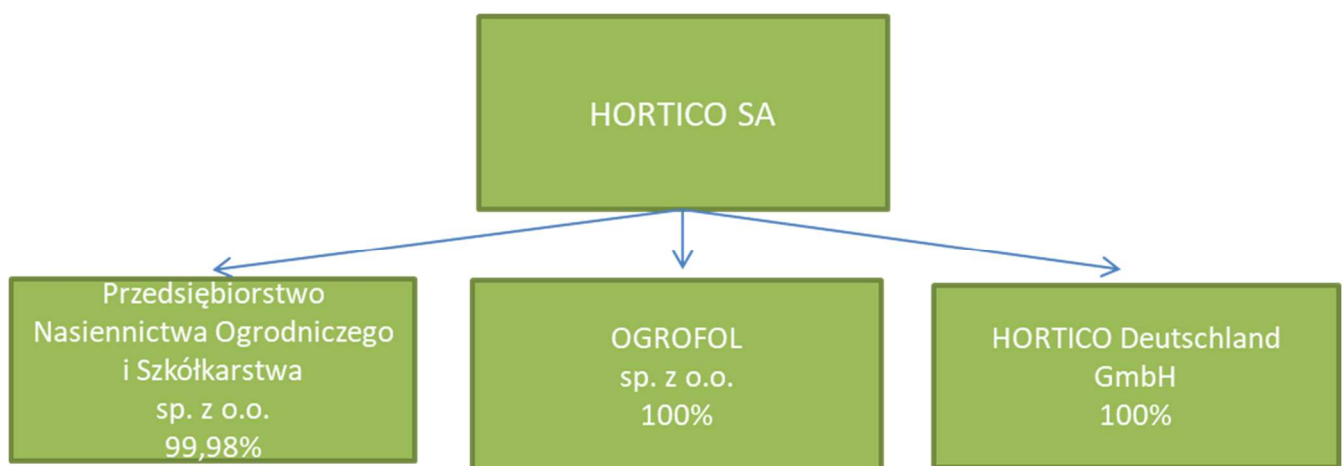 HORTICO SA
Przedsiębiorstwo
Nasiennictwa Ogrodniczego
i Szkółkarstwa
sp. z o.o.
99,98%
OGROFOL
sp. z o.o.
100%
HORTICO Deutschland
GmbH
100%